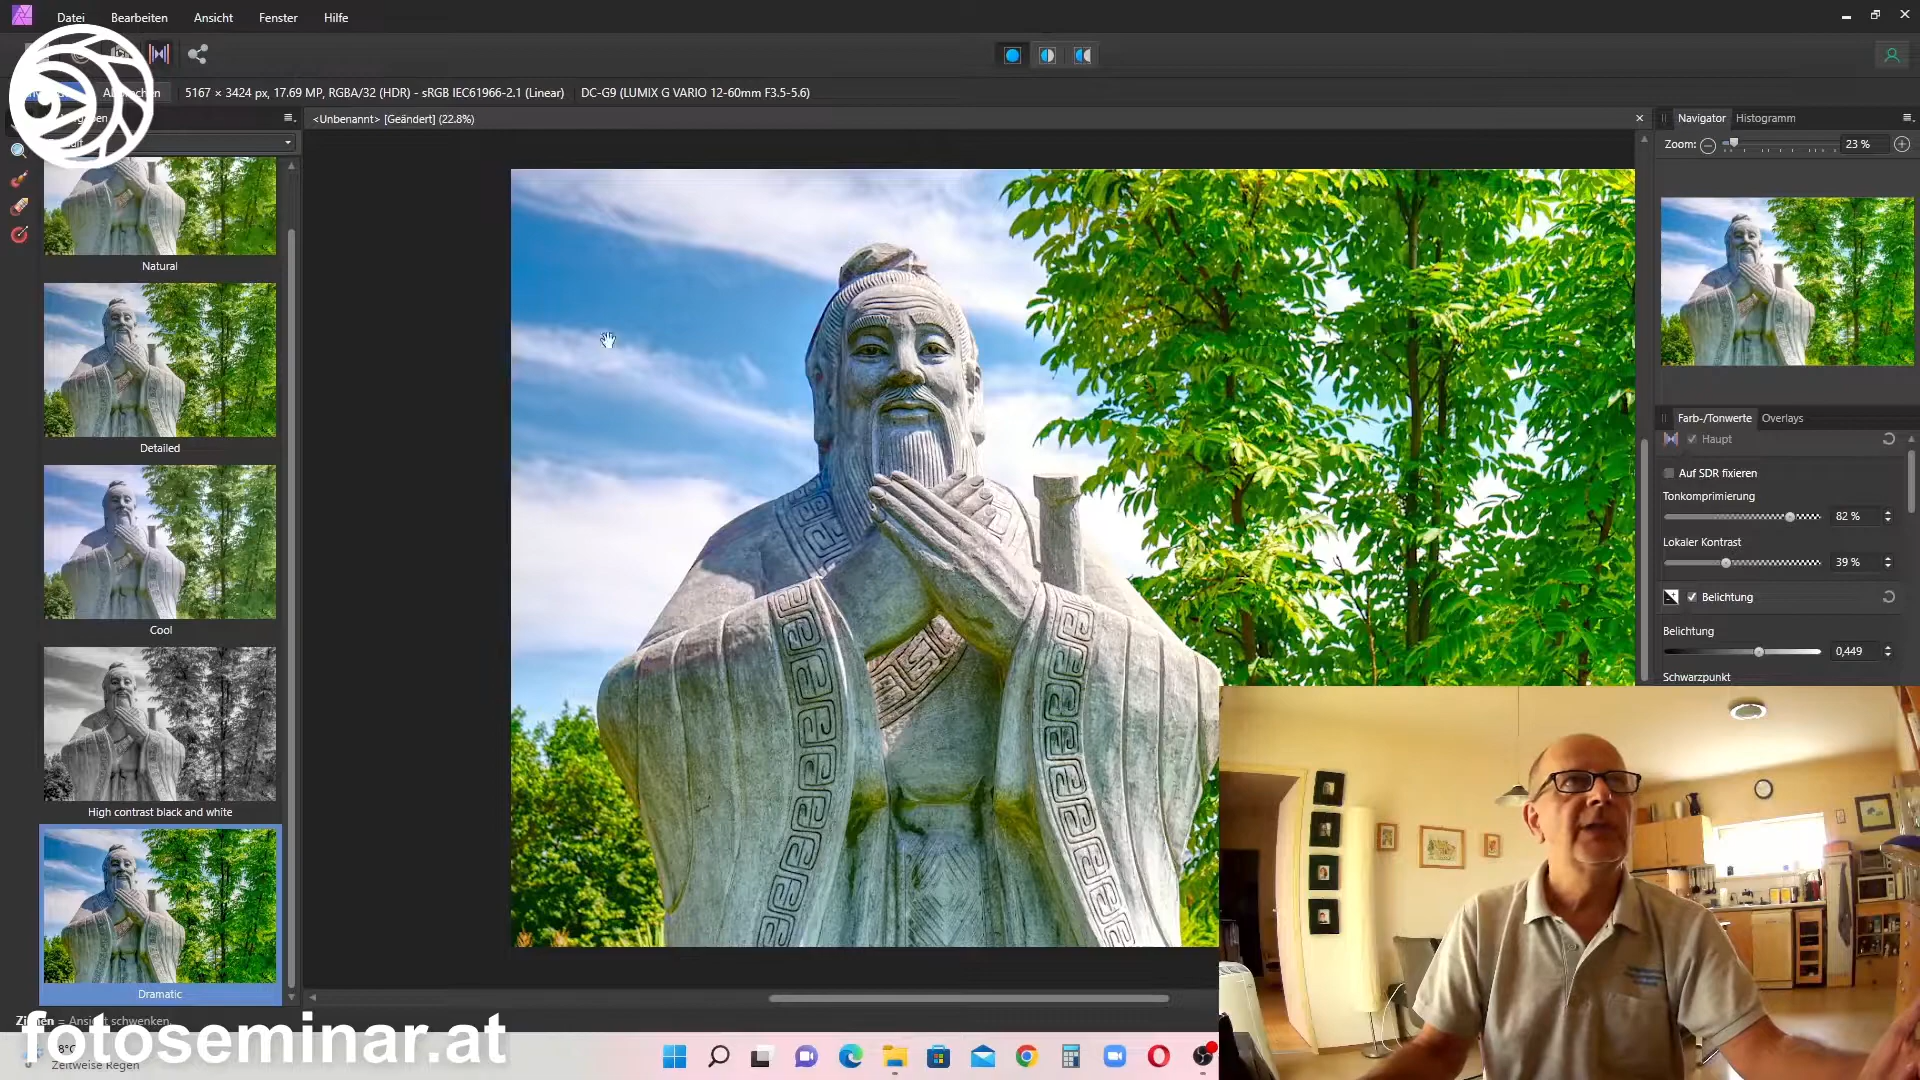 Datei Bearbeiten Ansicht Fenster Hilfe
5167 × 3424 px, 17.69 MP, RGBA/32 (HDR) - sRGB IEC61966-2.1 (Linear) DC-G9 (LUMIX G VARIO 12-60mm F3.5-5.6)
<Unbenannt> [Geändert] (22.8%)
Navigator Histogramm
Zoom: 23 %
Natural
Detailed
Cool
High contrast black and white
Dramatic
Farb-/Tonwerte Overlays
Haupt
Auf SDR fixieren
Tonkomprimierung
82 %
Lokaler Kontrast
39 %
Belichtung
Belichtung
0,449
Schwarzpunkt
= Ansicht schwenken.
fotoseminar.at
Zeitweise Regen